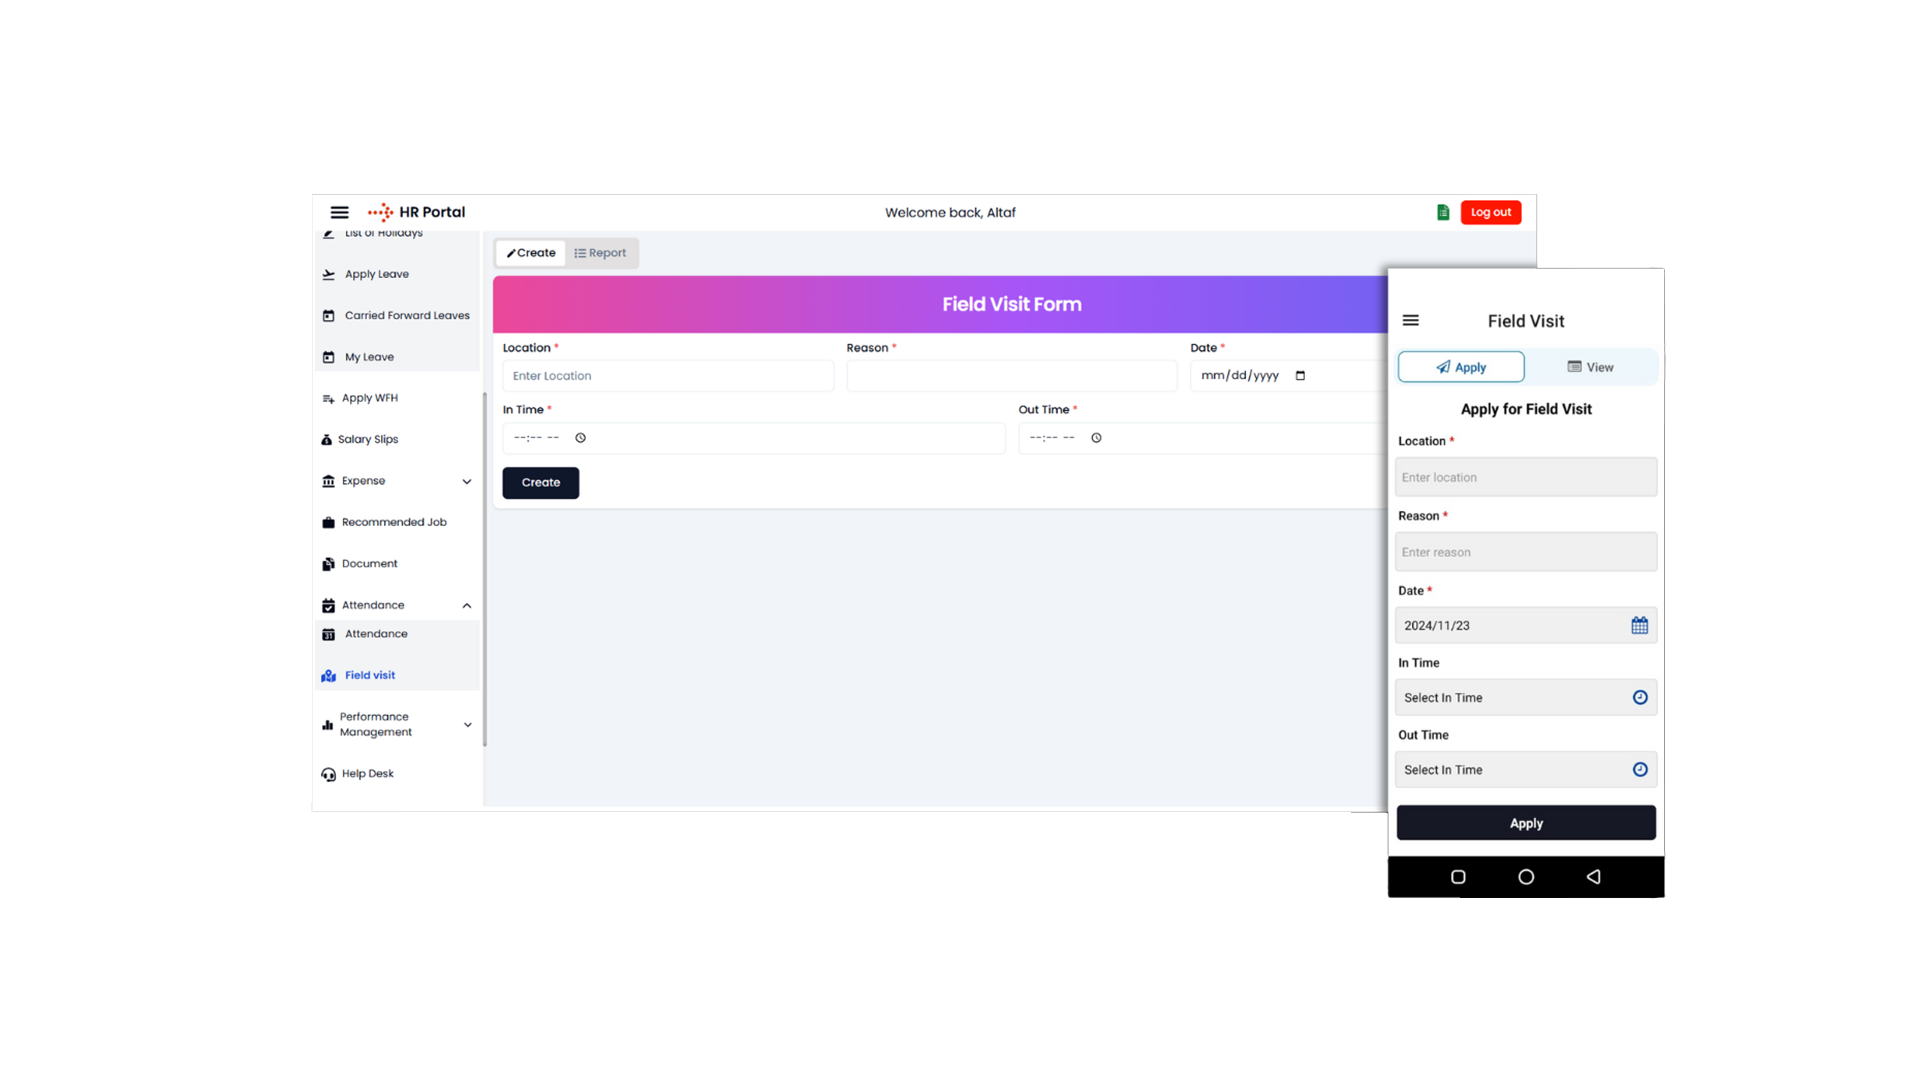 HR Portal
Welcome back, Altaf
Log out
List of Holidays
Apply Leave
Carried Forward Leaves
My Leave
Apply WFH
Salary Slips
Expense
Recommended Job
Document
Attendance
Attendance
Field visit
Performance
Management
Help Desk
Create
Report
Field Visit Form
Location *
Reason *
Date *
Enter Location
mm/dd/yyyy
In Time *
Out Time *
--:-- --
--:-- --
Create
Field Visit
Apply
View
Apply for Field Visit
Location *
Enter location
Reason *
Enter reason
Date *
2024/11/23
In Time
Select In Time
Out Time
Select In Time
Apply